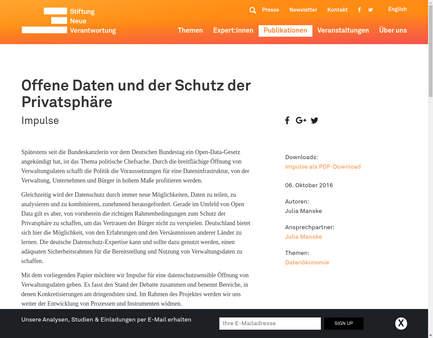 Stiftung
Neue
Verantwortung
Presse Newsletter Kontakt English
Themen Expert:innen Publikationen Veranstaltungen Über uns
Offene Daten und der Schutz der
Privatsphäre
Impulse
Spätestens seit die Bundeskanzlerin vor dem Deutschen Bundestag ein Open-Data-Gesetz
angekündigt hat, ist das Thema politische Chefsache. Durch die breitflächige Öffnung von
Verwaltungsdaten schafft die Politik die Voraussetzungen für eine Dateninfrastruktur, von der
Verwaltung, Unternehmen und Bürger in hohem Maße profitieren werden.
Gleichzeitig wird der Datenschutz durch immer neue Möglichkeiten, Daten zu teilen, zu
analysieren und zu kombinieren, zunehmend herausgefordert. Gerade im Umfeld von Open
Data gilt es aber, von vornherein die richtigen Rahmenbedingungen zum Schutz der
Privatsphäre zu schaffen, um das Vertrauen der Bürger nicht zu verspielen. Deutschland bietet
sich hier die Möglichkeit, von den Erfahrungen und den Versäumnissen anderer Länder zu
lernen. Die deutsche Datenschutz-Expertise kann und sollte dazu genutzt werden, einen
adäquaten Sicherheitsrahmen für die Bereitstellung und Nutzung von Verwaltungsdaten zu
schaffen.
Mit dem vorliegenden Papier möchten wir Impulse für eine datenschutzsensible Öffnung von
Verwaltungsdaten geben. Es fasst den Stand der Debatte zusammen und benennt Bereiche, in
denen Konkretisierungen am dringendsten sind. Im Rahmen des Projektes werden wir uns
weiter der Entwicklung von Prozessen und Instrumenten widmen.
Downloads:
Impulse als PDF-Download
06. Oktober 2016
Autoren:
Julia Manske
Ansprechpartner:
Julia Manske
Themen:
Datenökonomie
Unsere Analysen, Studien & Einladungen per E-Mail erhalten
Ihre E-Mailadresse
SIGN UP
X